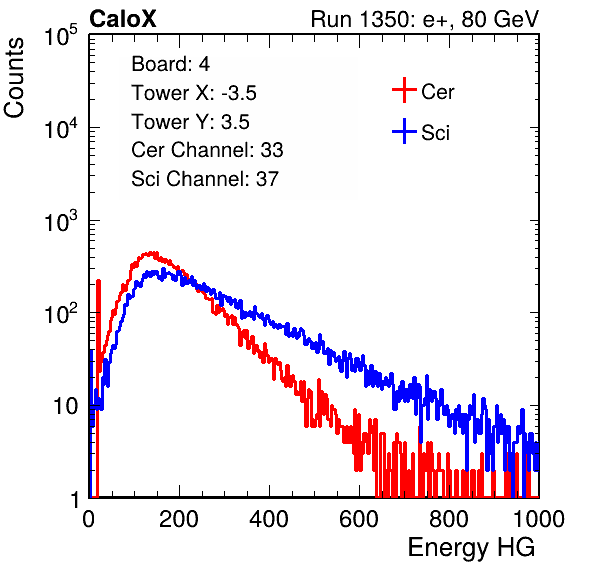 CaloX Run 1350: e+, 80 GeV
Counts
10^5
10^4
10^3
10^2
10
1
Board: 4
Tower X: -3.5
Tower Y: 3.5
Cer Channel: 33
Sci Channel: 37
Cer
Sci
0 200 400 600 800 1000
Energy HG